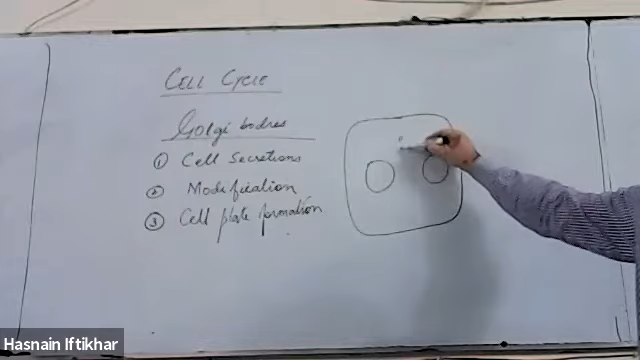 CELL CYCLE
Golgi bodies
① Cell Secretions
② Modification
③ Cell plate formation
Hasnain Iftikhar